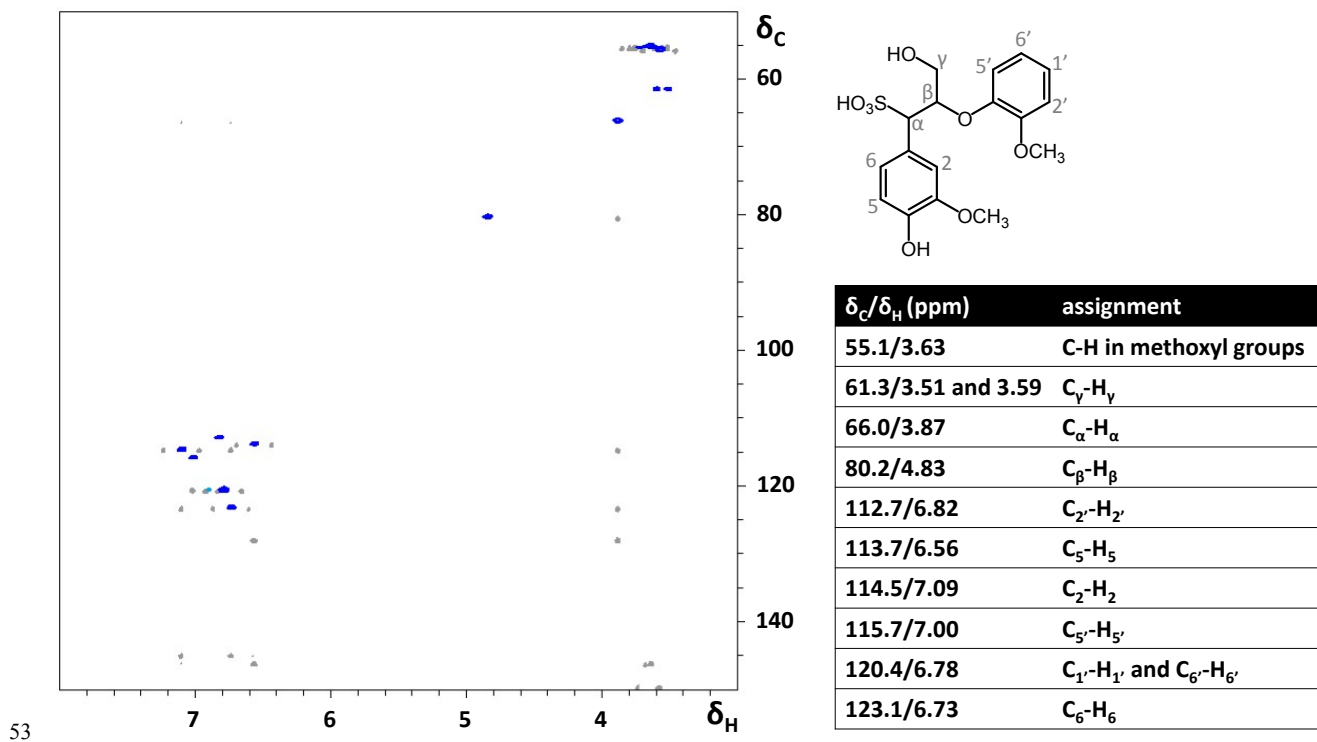 δC
60
80
100
120
140
7
6
5
4
δH
HO
γ
6'
5'
1'
β
2'
HO3S
α
O
OCH3
6
2
5
OCH3
OH
δC/δH (ppm) assignment
55.1/3.63 C-H in methoxyl groups
61.3/3.51 and 3.59 Cγ-Hγ
66.0/3.87 Cα-Hα
80.2/4.83 Cβ-Hβ
112.7/6.82 C2'-H2'
113.7/6.56 C5-H5
114.5/7.09 C2-H2
115.7/7.00 C5'-H5'
120.4/6.78 C1'-H1' and C6'-H6'
123.1/6.73 C6-H6
53